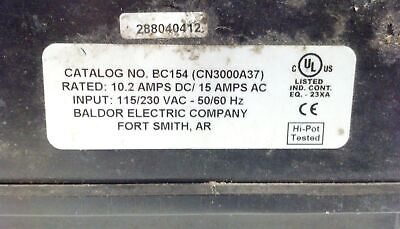 288040412
CATALOG NO. BC154 (CN3000A37)
RATED: 10.2 AMPS DC/ 15 AMPS AC
INPUT: 115/230 VAC - 50/60 Hz
BALDOR ELECTRIC COMPANY
FORT SMITH, AR
C UL US
LISTED
IND. CONT.
EQ. - 23XA
CE
Hi-Pot
Tested